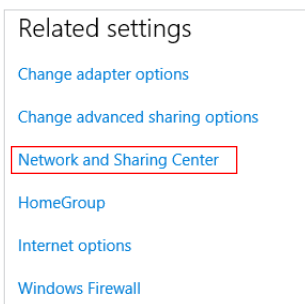 Related settings
Change adapter options
Change advanced sharing options
Network and Sharing Center
HomeGroup
Internet options
Windows Firewall